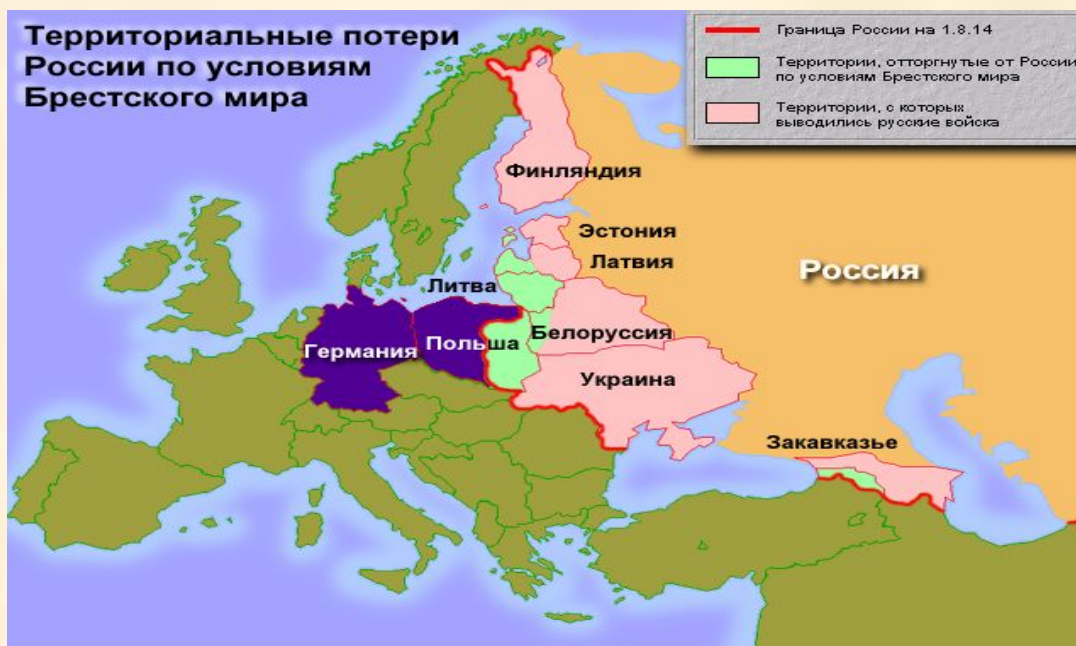 Территориальные потери
России по условиям
Брестского мира
Граница России на 1.8.14
Территории, отторгнутые от России
по условиям Брестского мира
Территории, с которых
выводились русские войска
Финляндия
Эстония
Латвия
Россия
Литва
Белоруссия
Германия
Польша
Украина
Закавказье